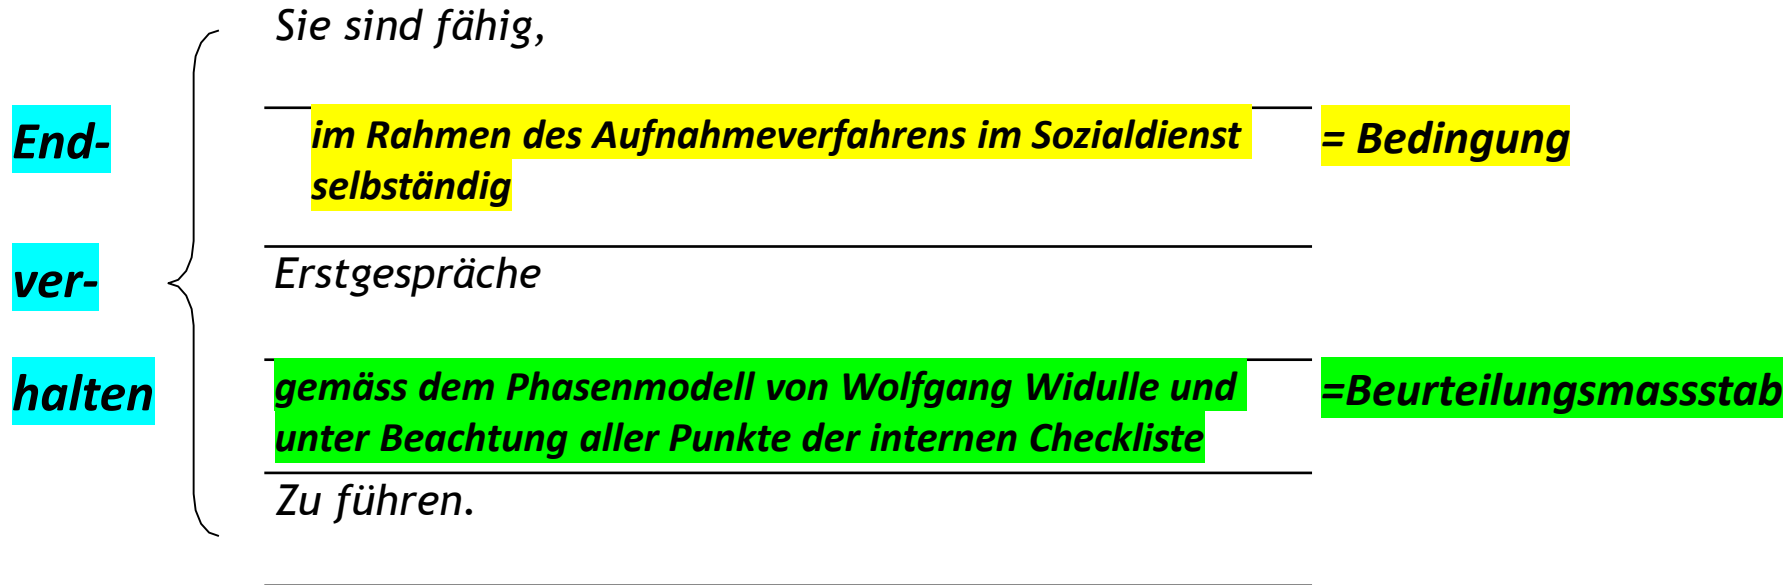 Sie sind fähig,
End-
im Rahmen des Aufnahmeverfahrens im Sozialdienst
= Bedingung
selbständig
ver-
Erstgespräche
halten
gemäss dem Phasenmodell von Wolfgang Widulle und
=Beurteilungsmassstab
unter Beachtung aller Punkte der internen Checkliste
Zu führen.